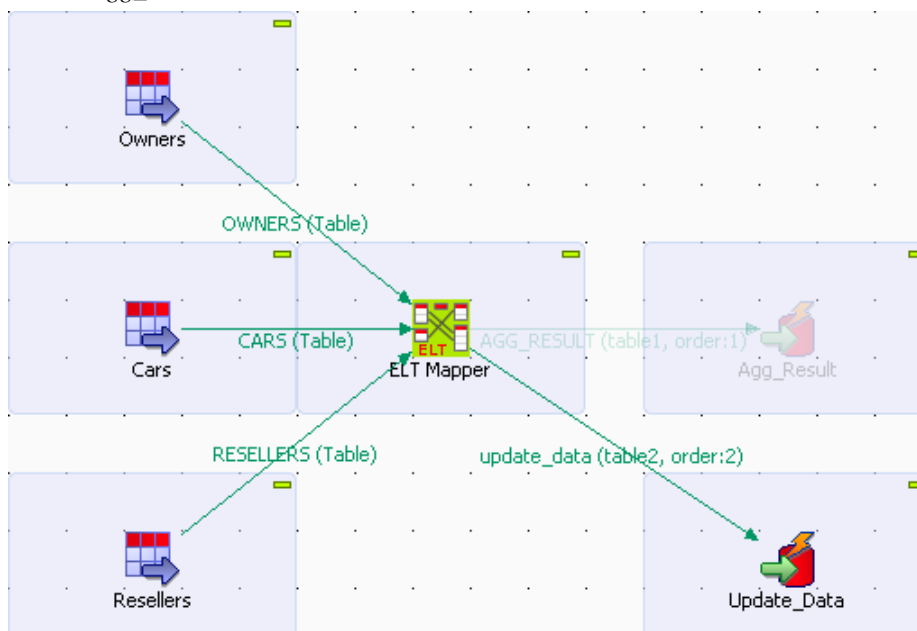 Owners
OWNERS (Table)
CARS (Table)
AGG_RESULT (table1, order:1)
ELT
Cars
ELT Mapper
Agg_Result
RESELLERS (Table)
update_data (table2, order:2)
Resellers
Update_Data